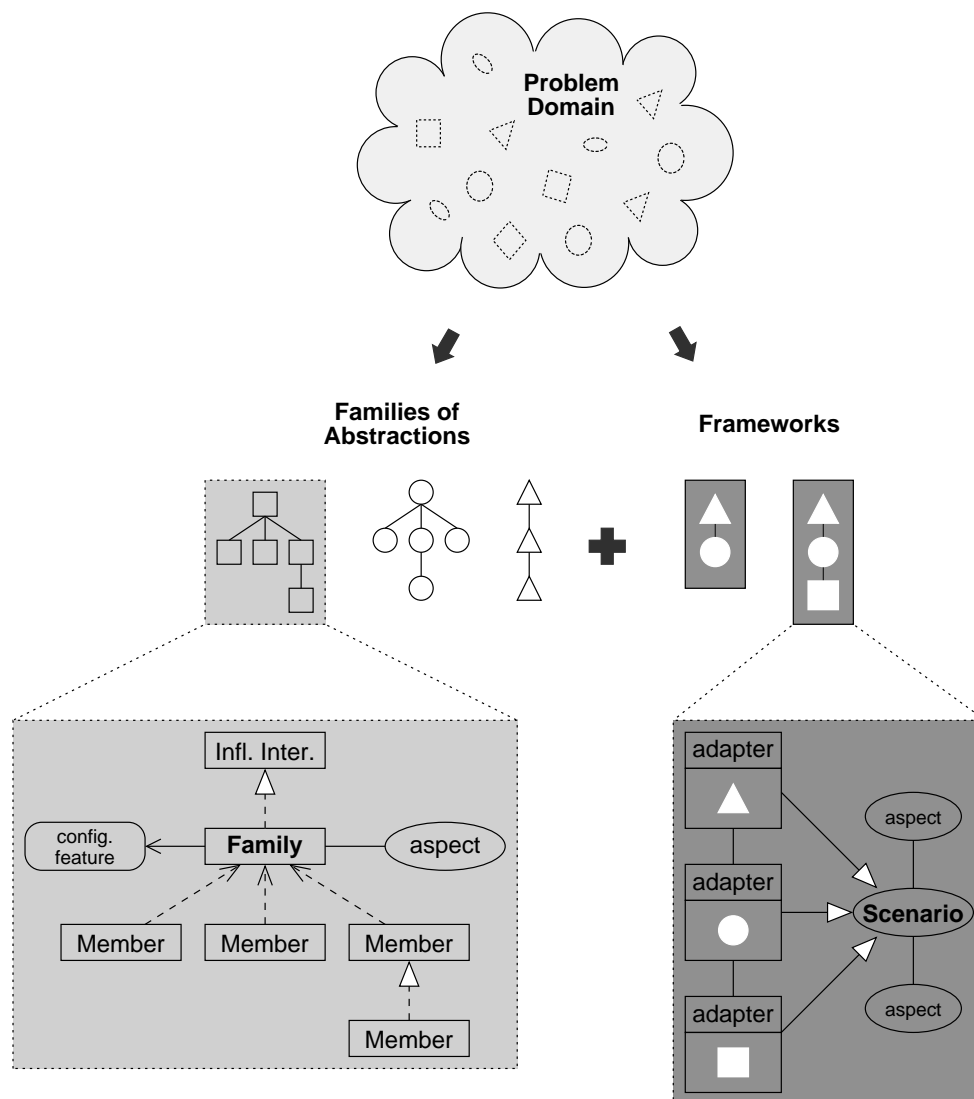 Problem
Domain
Families of
Abstractions
Frameworks
Infl. Inter.
config.
feature
Family
aspect
Member
Member
Member
Member
adapter
adapter
adapter
aspect
Scenario
aspect